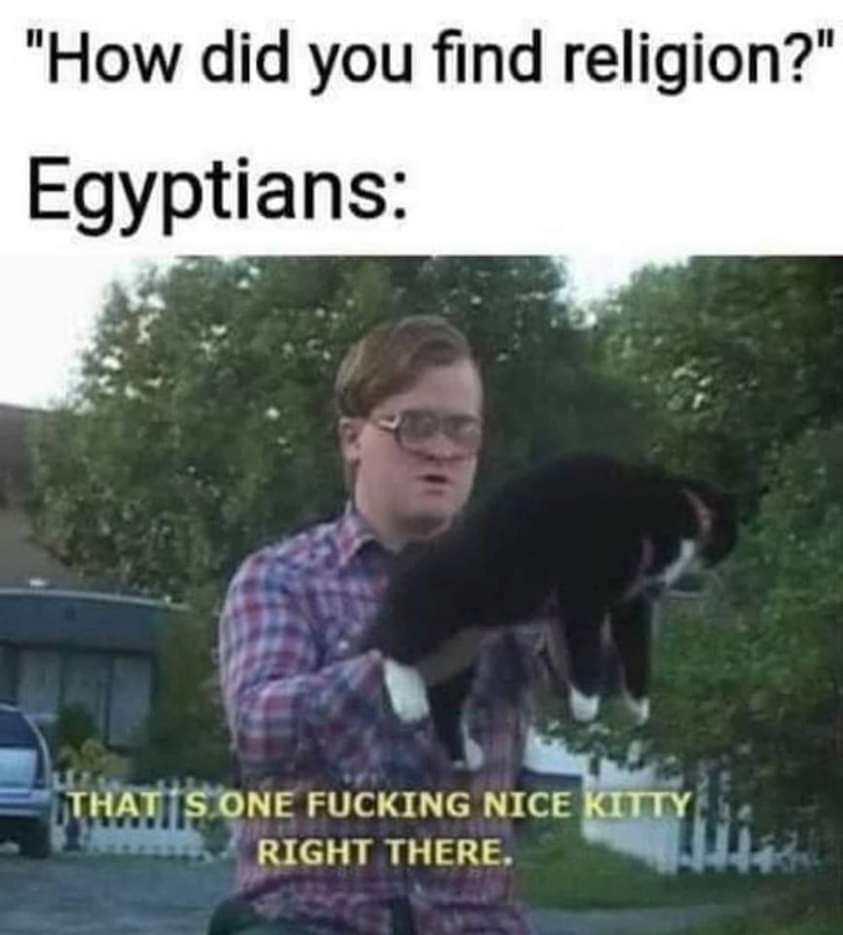 "How did you find religion?"
Egyptians:
THAT'S ONE FUCKING NICE KITTY
RIGHT THERE.